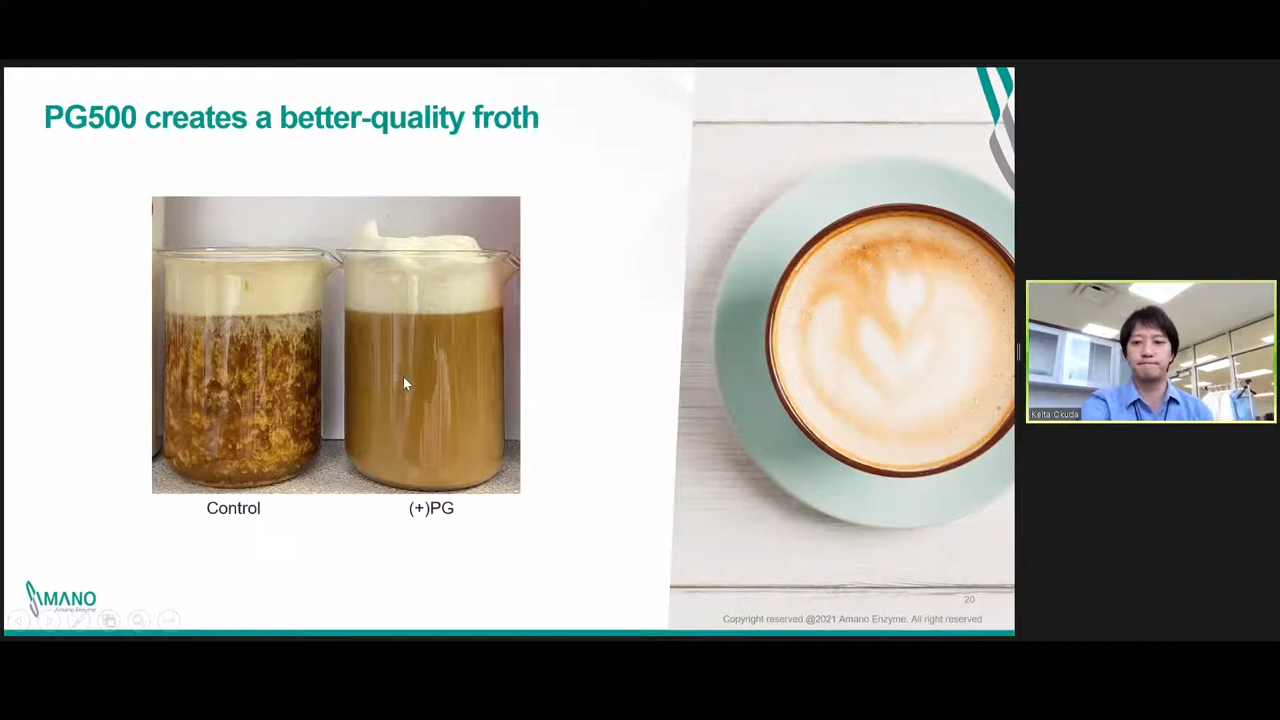 PG500 creates a better-quality froth
Control
(+)PG
AMANO
Amano Enzyme
20
Copyright reserved @2021 Amano Enzyme. All right reserved
Keita Okuda